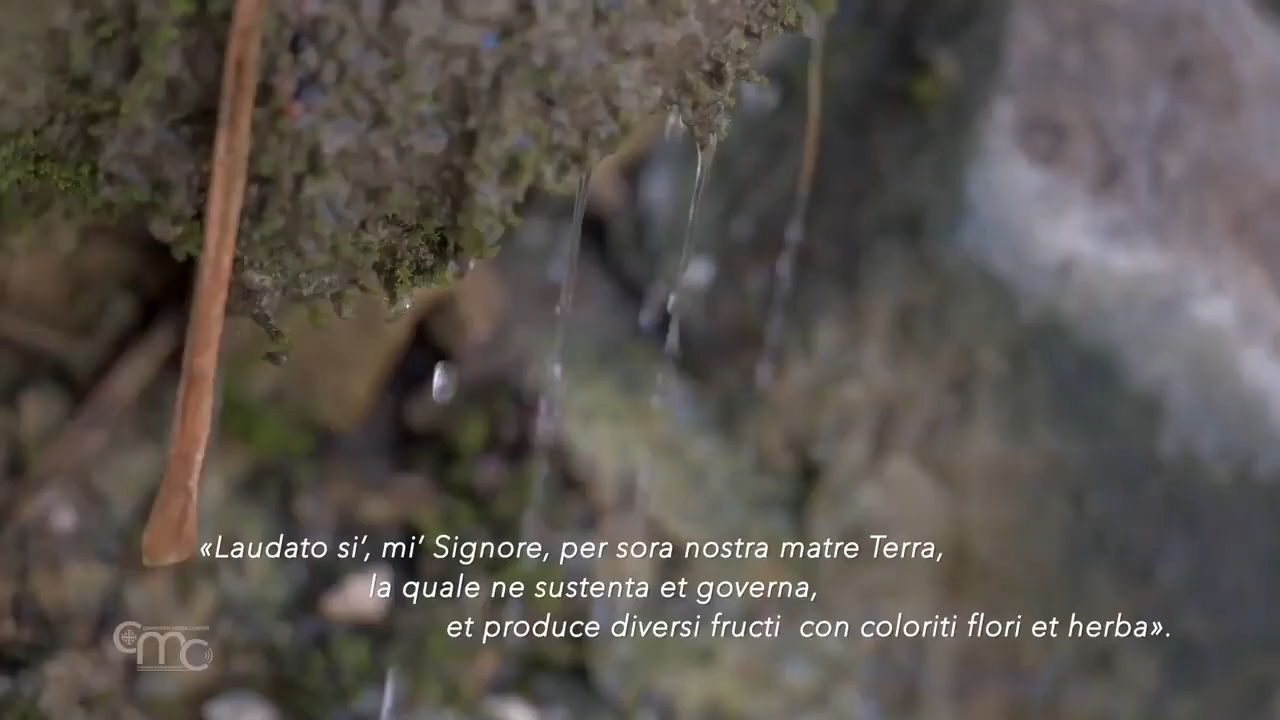 «Laudato si’, mi’ Signore, per sora nostra matre Terra,
la quale ne sustenta et governa,
et produce diversi fructi  con coloriti flori et herba».
CMC